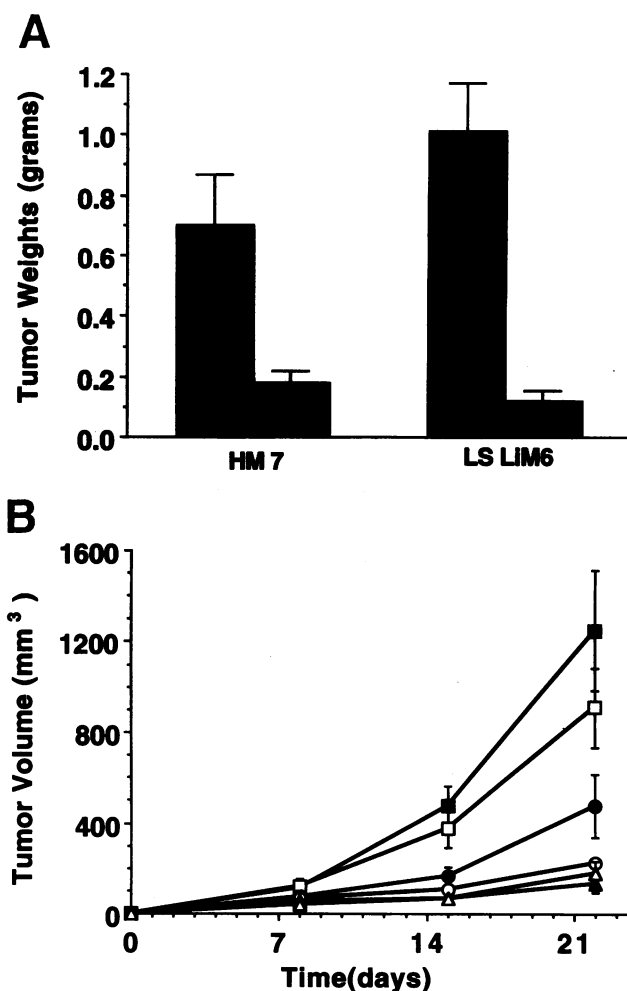 A
Tumor Weights (grams)
1.2
1.0
0.8
0.6
0.4
0.2
0.0
HM 7
LS LiM6
B
Tumor Volume (mm³)
1600
1200
800
400
0
0
7
14
21
Time(days)